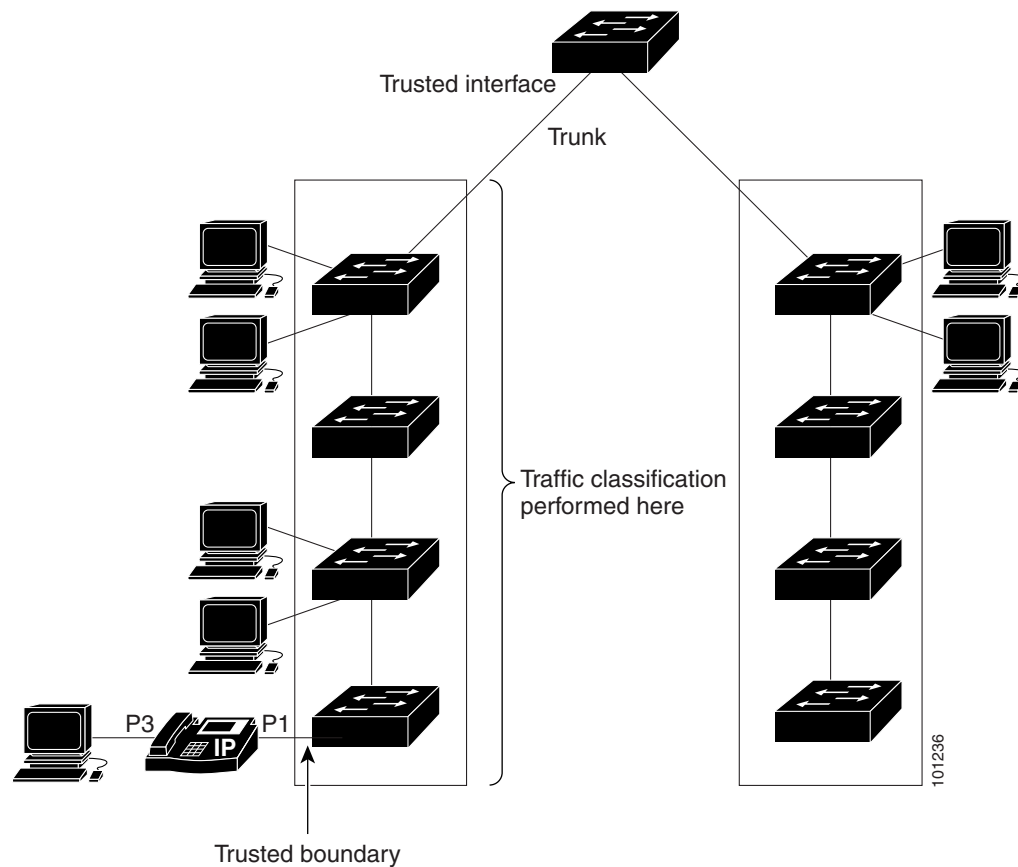 Trusted interface
Trunk
Traffic classification
performed here
P3
IP
P1
101236
Trusted boundary